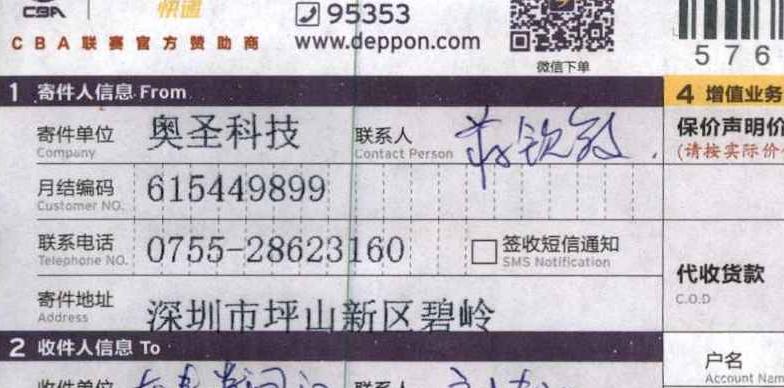 CBA 快递 95353
CBA联赛官方赞助商 www.deppon.com
微信下单
576
1 寄件人信息 From
4 增值业务
寄件单位 奥圣科技 联系人
Company Contact Person
保价声明价
(请按实际价
月结编码 615449899
Customer NO.
联系电话 0755-28623160 签收短信通知
Telephone NO. SMS Notification
代收货款
C.O.D
寄件地址 深圳市坪山新区碧岭
Address
2 收件人信息 To
户名
Account Nam
收件单位 联系人